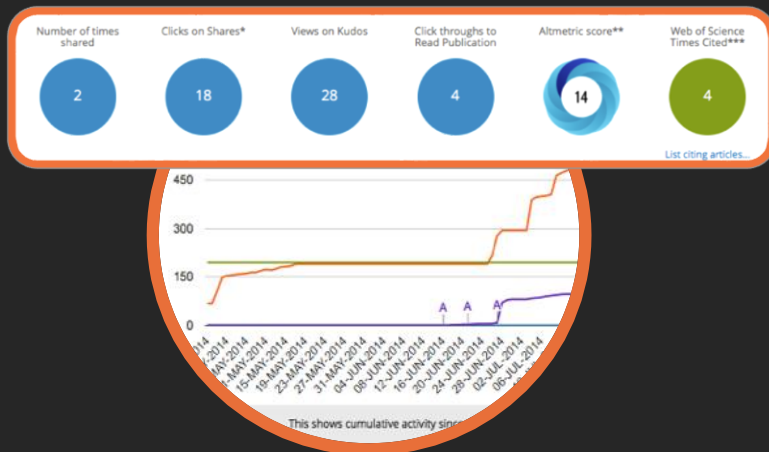 Number of times
shared
Clicks on Shares*
Views on Kudos
Click throughs to
Read Publication
Altmetric score**
Web of Science
Times Cited***
2
18
28
4
14
4
List citing articles...
450
300
150
0
A
A
A
15-MAY-2014
19-MAY-2014
23-MAY-2014
27-MAY-2014
31-MAY-2014
04-JUN-2014
08-JUN-2014
12-JUN-2014
16-JUN-2014
20-JUN-2014
24-JUN-2014
28-JUN-2014
02-JUL-2014
06-JUL-2014
This shows cumulative activity since